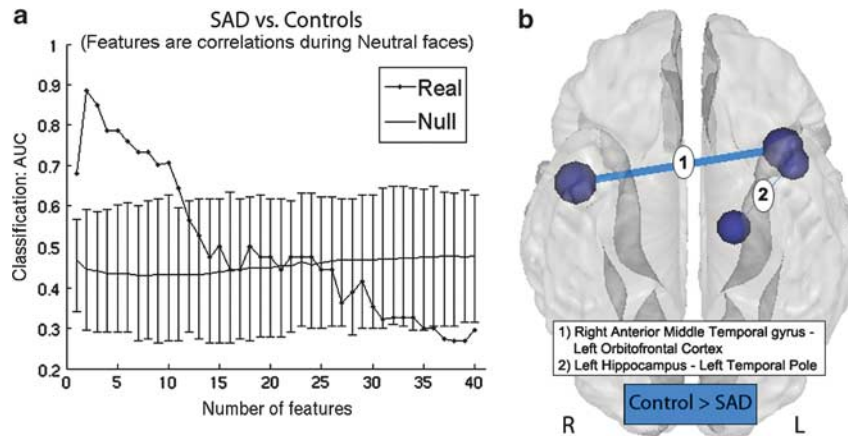 a
SAD vs. Controls
(Features are correlations during Neutral faces)
Real
Null
Classification: AUC
1
0.9
0.8
0.7
0.6
0.5
0.4
0.3
0.2
0
5
10
15
20
25
30
35
40
Number of features
b
1
2
1) Right Anterior Middle Temporal gyrus -
Left Orbitofrontal Cortex
2) Left Hippocampus - Left Temporal Pole
Control > SAD
R
L